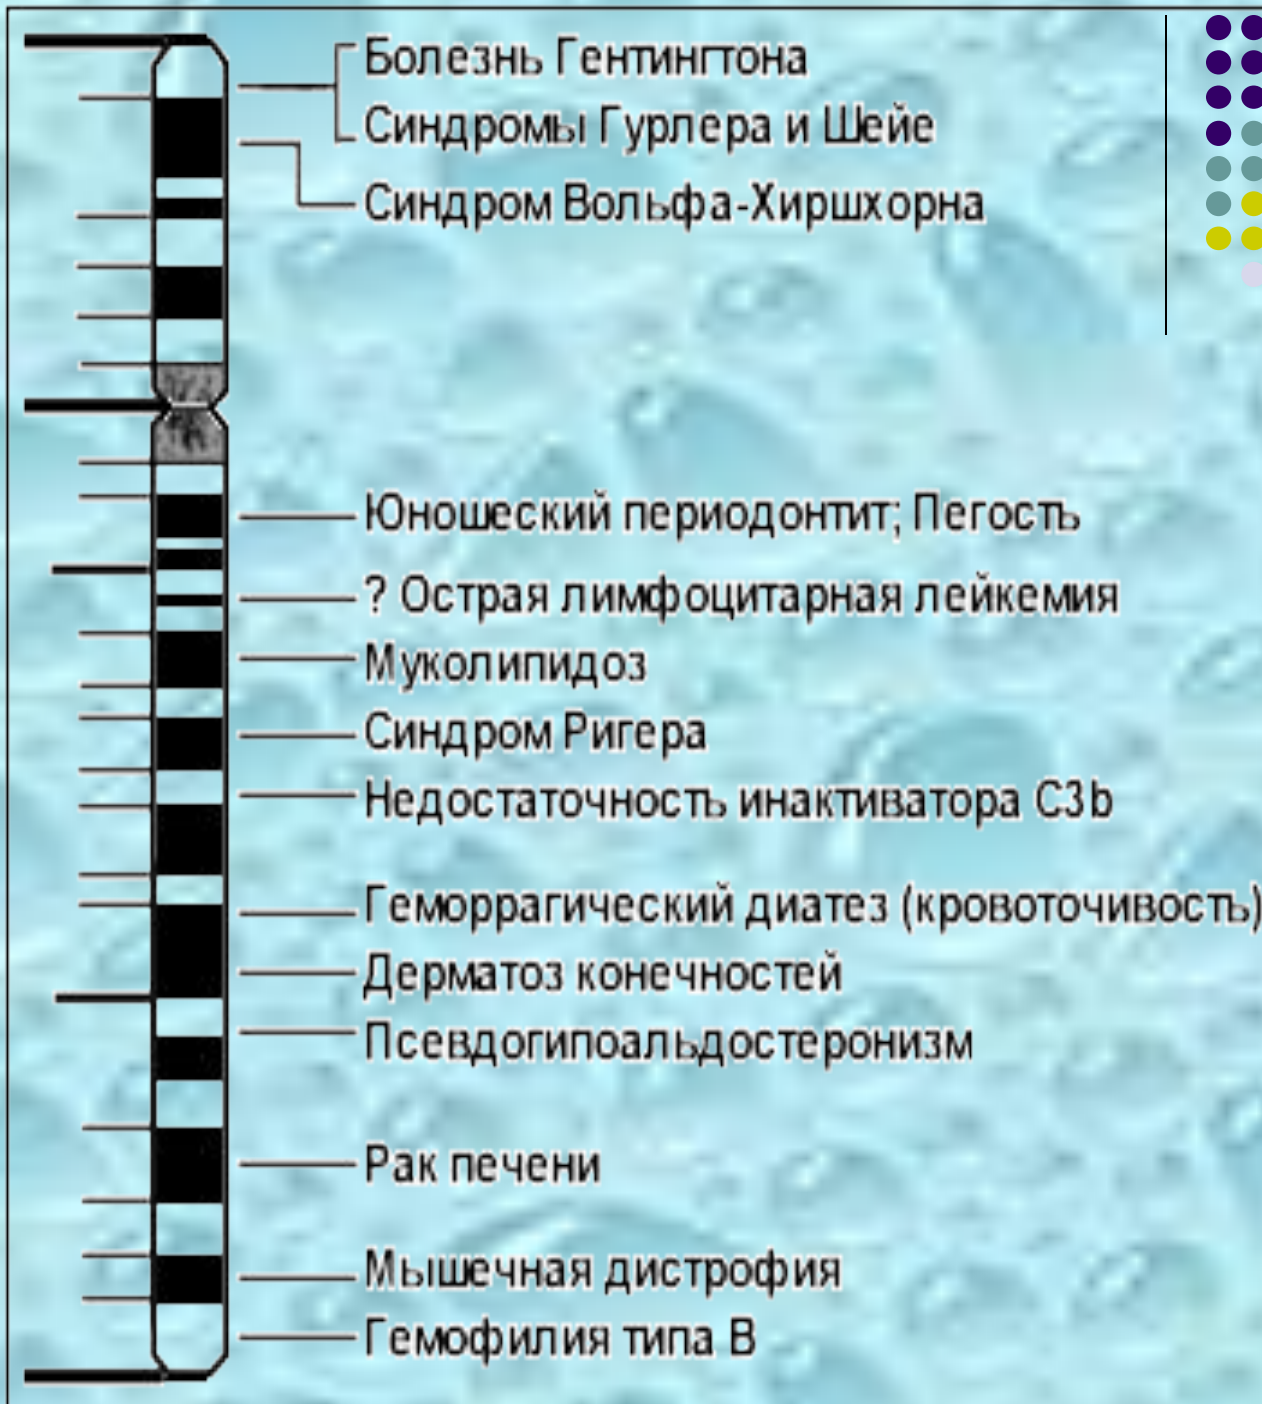 Болезнь Гентингтона
Синдромы Гурлера и Шейе
Синдром Вольфа-Хиршхорна
Юношеский периодонтит; Пегость
? Острая лимфоцитарная лейкемия
Муколипидоз
Синдром Ригера
Недостаточность инактиватора C3b
Геморрагический диатез (кровоточивость)
Дерматоз конечностей
Псевдогипоальдостеронизм
Рак печени
Мышечная дистрофия
Гемофилия типа В